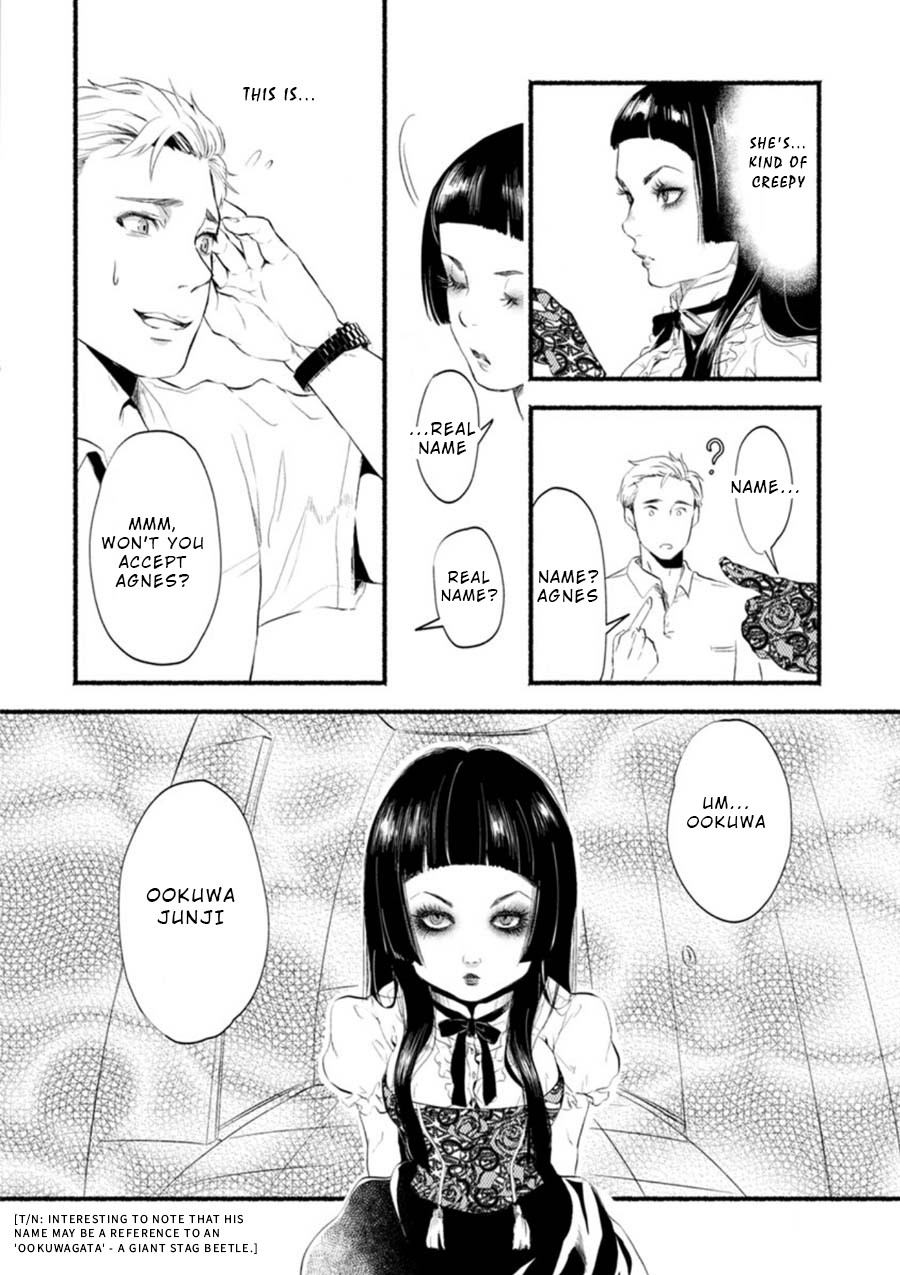 SHE'S...
KIND OF
CREEPY
NAME...
?
NAME?
AGNES
...REAL
NAME
REAL
NAME?
THIS IS...
MMM,
WON'T YOU
ACCEPT
AGNES?
UM...
OOKUWA
OOKUWA
JUNJI
[T/N: INTERESTING TO NOTE THAT HIS
NAME MAY BE A REFERENCE TO AN
'OOKUWAGATA' - A GIANT STAG BEETLE.]